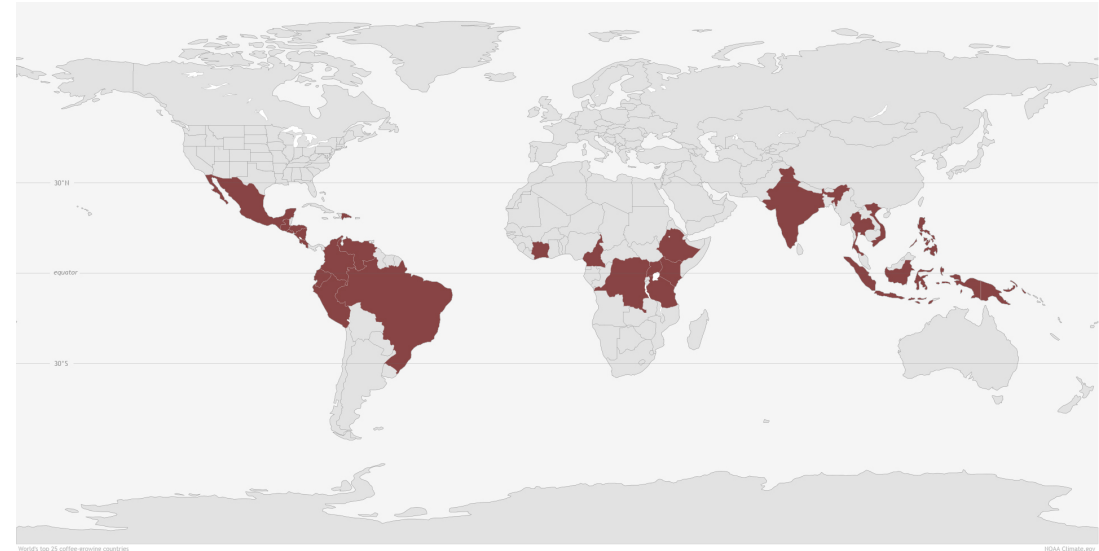 30°N
equator
30°S
World's top 25 coffee-growing countries
NOAA Climate.gov